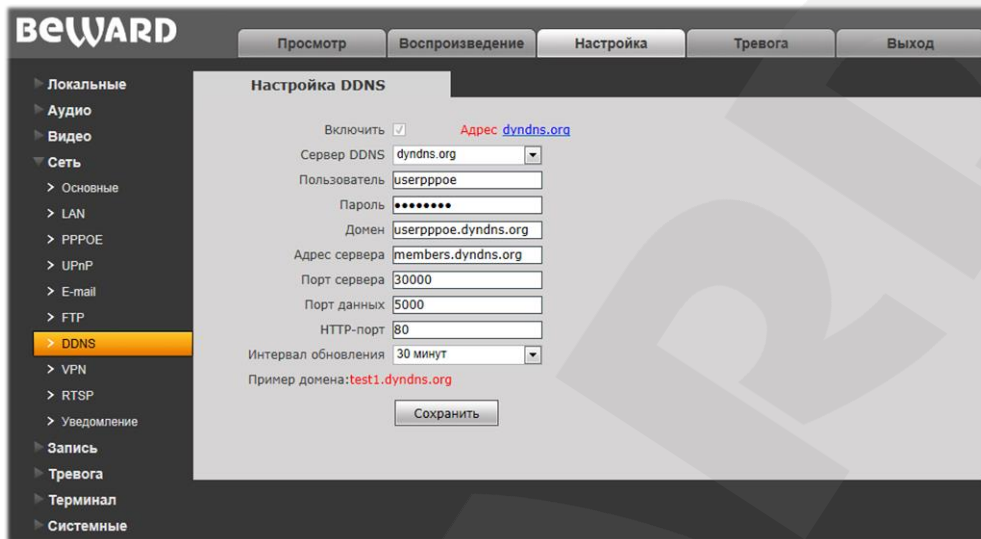 BEWARD
Просмотр Воспроизведение Настройка Тревога Выход
Локальные
Аудио
Видео
Сеть
> Основные
> LAN
> PPPOE
> UPnP
> E-mail
> FTP
> DDNS
> VPN
> RTSP
> Уведомление
Запись
Тревога
Терминал
Системные
Настройка DDNS
Включить Адрес dyndns.org
Сервер DDNS dyndns.org
Пользователь userpppoe
Пароль ••••••••
Домен userpppoe.dyndns.org
Адрес сервера members.dyndns.org
Порт сервера 30000
Порт данных 5000
HTTP-порт 80
Интервал обновления 30 минут
Пример домена:test1.dyndns.org
Сохранить